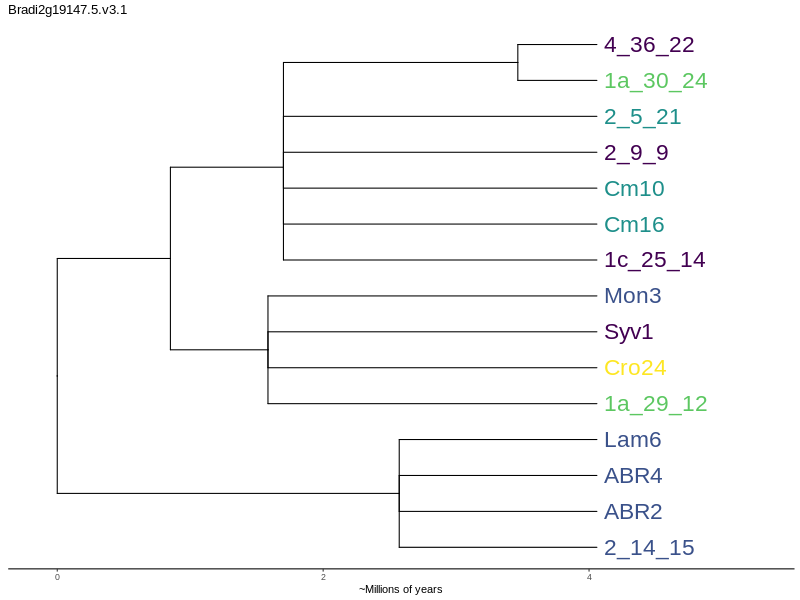 Bradi2g19147.5.v3.1
4_36_22
1a_30_24
2_5_21
2_9_9
Cm10
Cm16
1c_25_14
Mon3
Syv1
Cro24
1a_29_12
Lam6
ABR4
ABR2
2_14_15
0 2 4
~Millions of years